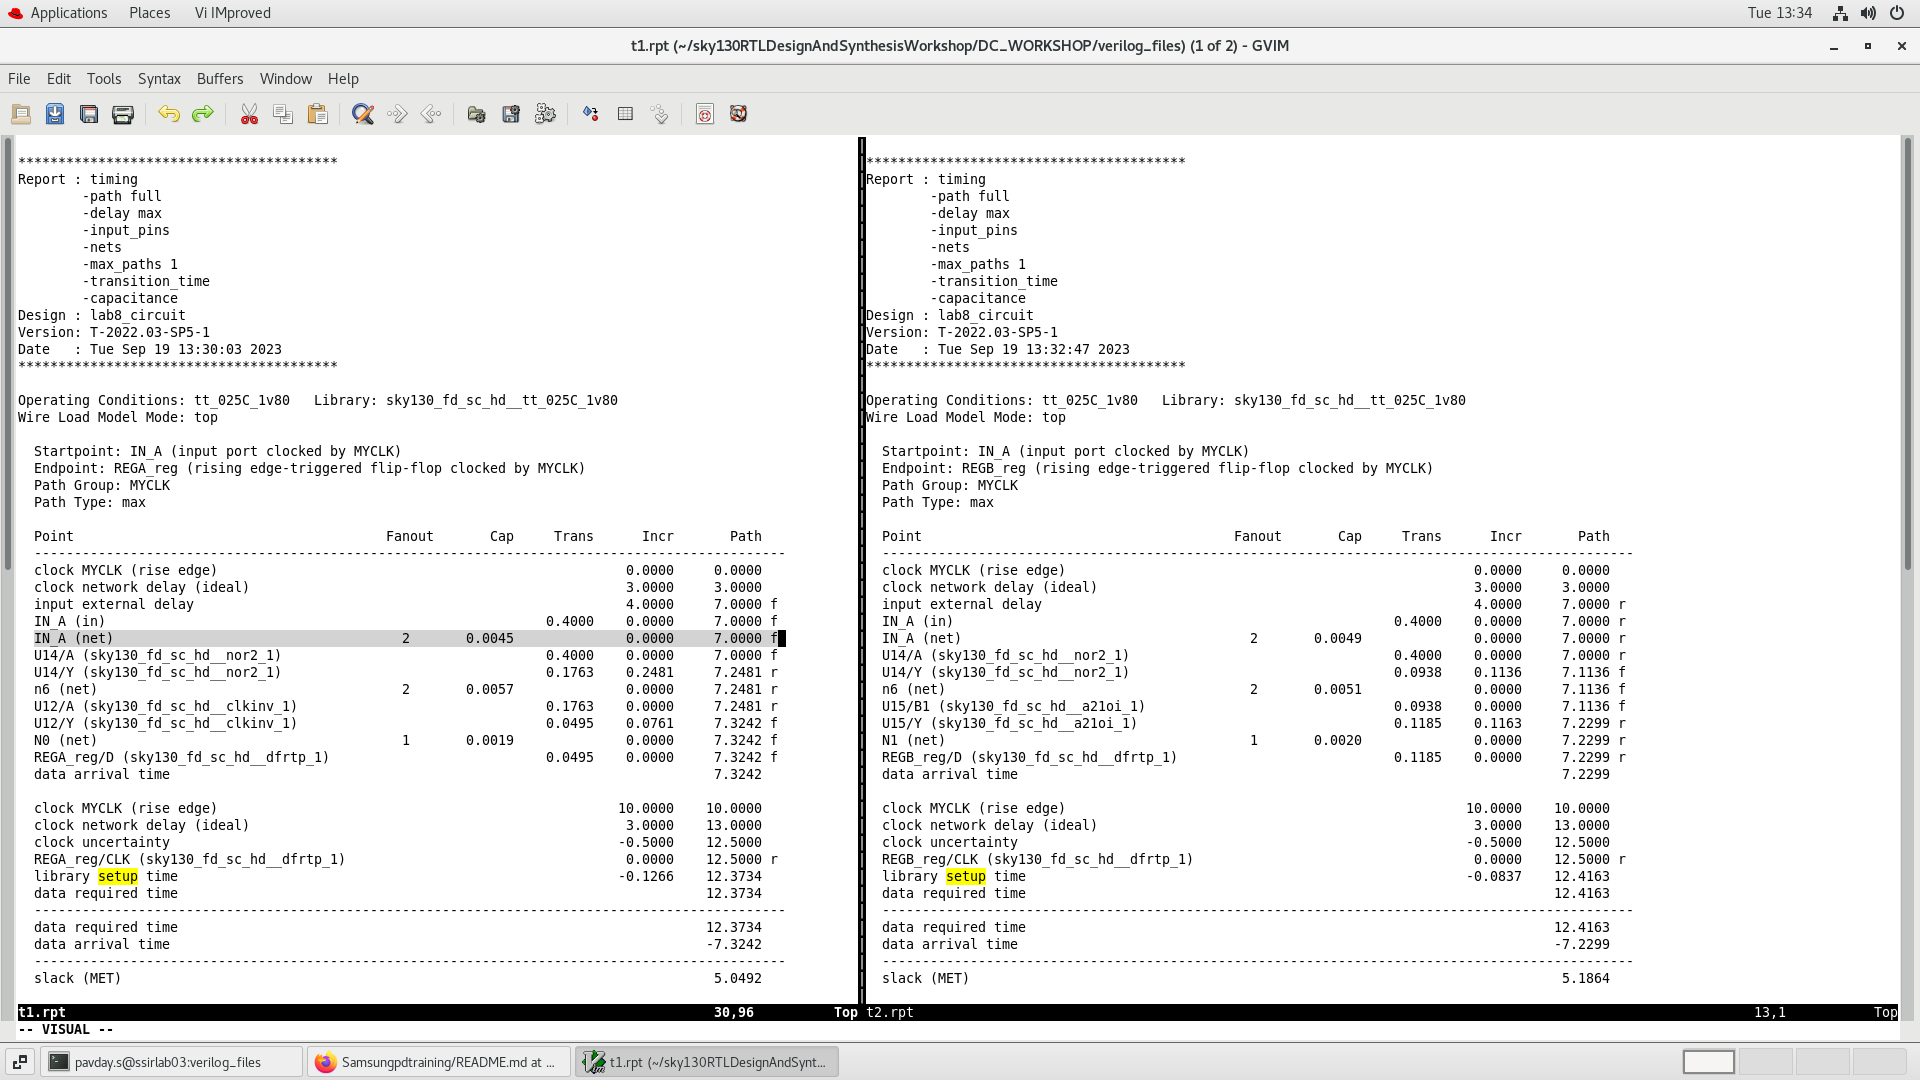 Applications Places Vi IMproved Tue 13:34
t1.rpt (~/sky130RTLDesignAndSynthesisWorkshop/DC_WORKSHOP/verilog_files) (1 of 2) - GVIM
File Edit Tools Syntax Buffers Window Help
****************************************
Report : timing
-path full
-delay max
-input_pins
-nets
-max_paths 1
-transition_time
-capacitance
Design : lab8_circuit
Version: T-2022.03-SP5-1
Date : Tue Sep 19 13:30:03 2023
****************************************
Operating Conditions: tt_025C_1v80 Library: sky130_fd_sc_hd__tt_025C_1v80
Wire Load Model Mode: top
Startpoint: IN_A (input port clocked by MYCLK)
Endpoint: REGA_reg (rising edge-triggered flip-flop clocked by MYCLK)
Path Group: MYCLK
Path Type: max
Point Fanout Cap Trans Incr Path
----------------------------------------------------------------------------------------------
clock MYCLK (rise edge) 0.0000 0.0000
clock network delay (ideal) 3.0000 3.0000
input external delay 4.0000 7.0000 f
IN_A (in) 0.4000 0.0000 7.0000 f
IN_A (net) 2 0.0045 0.0000 7.0000 f
U14/A (sky130_fd_sc_hd__nor2_1) 0.4000 0.0000 7.0000 f
U14/Y (sky130_fd_sc_hd__nor2_1) 0.1763 0.2481 7.2481 r
n6 (net) 2 0.0057 0.0000 7.2481 r
U12/A (sky130_fd_sc_hd__clkinv_1) 0.1763 0.0000 7.2481 r
U12/Y (sky130_fd_sc_hd__clkinv_1) 0.0495 0.0761 7.3242 f
N0 (net) 1 0.0019 0.0000 7.3242 f
REGA_reg/D (sky130_fd_sc_hd__dfrtp_1) 0.0495 0.0000 7.3242 f
data arrival time 7.3242
clock MYCLK (rise edge) 10.0000 10.0000
clock network delay (ideal) 3.0000 13.0000
clock uncertainty -0.5000 12.5000
REGA_reg/CLK (sky130_fd_sc_hd__dfrtp_1) 0.0000 12.5000 r
library setup time -0.1266 12.3734
data required time 12.3734
----------------------------------------------------------------------------------------------
data required time 12.3734
data arrival time -7.3242
----------------------------------------------------------------------------------------------
slack (MET) 5.0492
t1.rpt 30,96 Top
****************************************
Report : timing
-path full
-delay max
-input_pins
-nets
-max_paths 1
-transition_time
-capacitance
Design : lab8_circuit
Version: T-2022.03-SP5-1
Date : Tue Sep 19 13:32:47 2023
****************************************
Operating Conditions: tt_025C_1v80 Library: sky130_fd_sc_hd__tt_025C_1v80
Wire Load Model Mode: top
Startpoint: IN_A (input port clocked by MYCLK)
Endpoint: REGB_reg (rising edge-triggered flip-flop clocked by MYCLK)
Path Group: MYCLK
Path Type: max
Point Fanout Cap Trans Incr Path
----------------------------------------------------------------------------------------------
clock MYCLK (rise edge) 0.0000 0.0000
clock network delay (ideal) 3.0000 3.0000
input external delay 4.0000 7.0000 r
IN_A (in) 0.4000 0.0000 7.0000 r
IN_A (net) 2 0.0049 0.0000 7.0000 r
U14/A (sky130_fd_sc_hd__nor2_1) 0.4000 0.0000 7.0000 r
U14/Y (sky130_fd_sc_hd__nor2_1) 0.0938 0.1136 7.1136 f
n6 (net) 2 0.0051 0.0000 7.1136 f
U15/B1 (sky130_fd_sc_hd__a21oi_1) 0.0938 0.0000 7.1136 f
U15/Y (sky130_fd_sc_hd__a21oi_1) 0.1185 0.1163 7.2299 r
N1 (net) 1 0.0020 0.0000 7.2299 r
REGB_reg/D (sky130_fd_sc_hd__dfrtp_1) 0.1185 0.0000 7.2299 r
data arrival time 7.2299
clock MYCLK (rise edge) 10.0000 10.0000
clock network delay (ideal) 3.0000 13.0000
clock uncertainty -0.5000 12.5000
REGB_reg/CLK (sky130_fd_sc_hd__dfrtp_1) 0.0000 12.5000 r
library setup time -0.0837 12.4163
data required time 12.4163
----------------------------------------------------------------------------------------------
data required time 12.4163
data arrival time -7.2299
----------------------------------------------------------------------------------------------
slack (MET) 5.1864
t2.rpt 13,1 Top
-- VISUAL --
pavday.s@ssirlab03:verilog_files Samsungpdtraining/README.md at ... t1.rpt (~/sky130RTLDesignAndSynt...